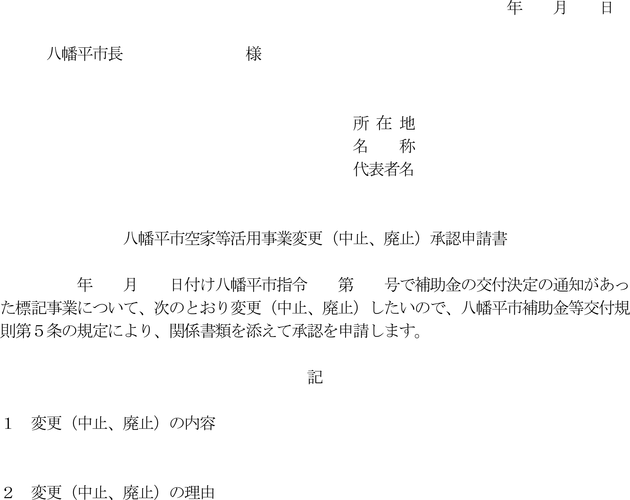 年　　月　　日
八幡平市長　　　　　　　　様
所在地
名　　称
代表者名
八幡平市空家等活用事業変更（中止、廃止）承認申請書
年　　月　　日付け八幡平市指令　　第　　号で補助金の交付決定の通知があっ
た標記事業について、次のとおり変更（中止、廃止）したいので、八幡平市補助金等交付規
則第５条の規定により、関係書類を添えて承認を申請します。
記
１　変更（中止、廃止）の内容
２　変更（中止、廃止）の理由